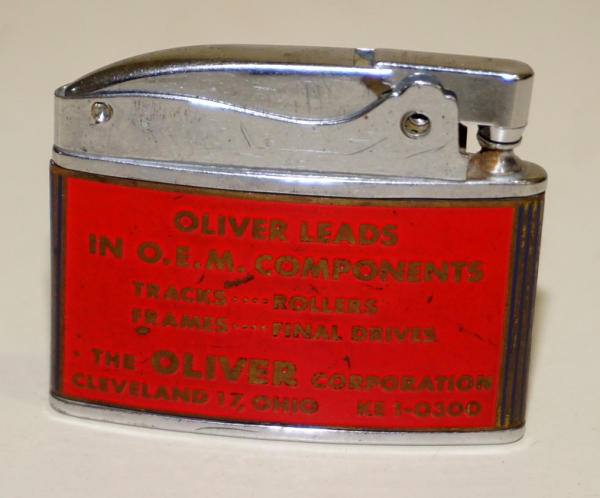 OLIVER LEADS
IN O.E.M. COMPONENTS
TRACKS····ROLLERS
FRAMES····FINAL DRIVES
THE OLIVER CORPORATION
CLEVELAND 17, OHIO KE 1-0300